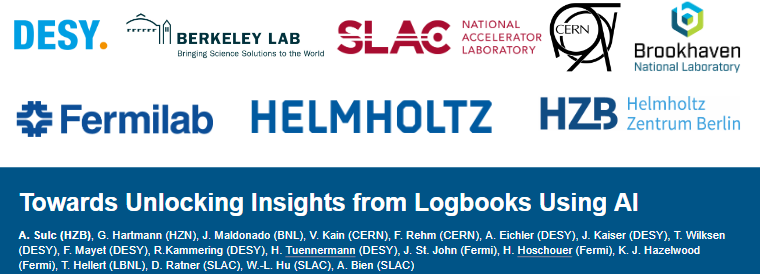 DESY.
BERKELEY LAB
Bringing Science Solutions to the World
SLAC NATIONAL ACCELERATOR LABORATORY
CERN
Brookhaven
National Laboratory
Fermilab
HELMHOLTZ
HZB Helmholtz
Zentrum Berlin
Towards Unlocking Insights from Logbooks Using AI
A. Sulc (HZB), G. Hartmann (HZN), J. Maldonado (BNL), V. Kain (CERN), F. Rehm (CERN), A. Eichler (DESY), J. Kaiser (DESY), T. Wilksen
(DESY), F. Mayet (DESY), R.Kammering (DESY), H. Tuennermann (DESY), J. St. John (Fermi), H. Hoschouer (Fermi), K. J. Hazelwood
(Fermi), T. Hellert (LBNL), D. Ratner (SLAC), W.-L. Hu (SLAC), A. Bien (SLAC)